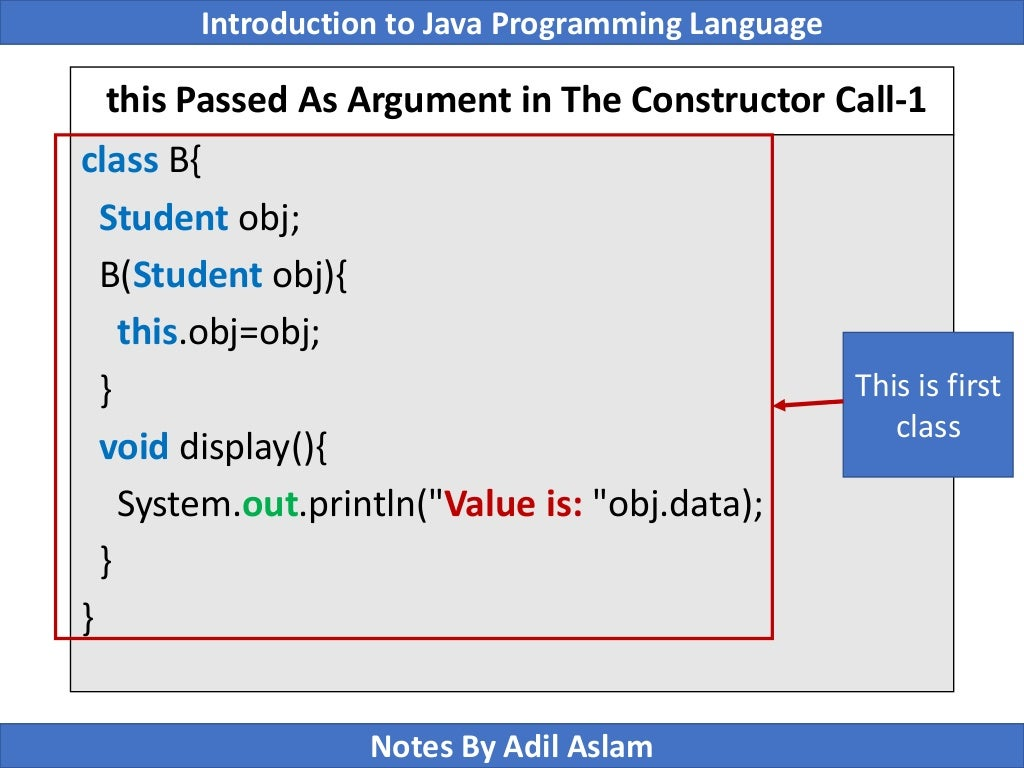 Introduction to Java Programming Language
this Passed As Argument in The Constructor Call-1
class B{
Student obj;
B(Student obj){
this.obj=obj;
}
void display(){
System.out.println("Value is: "obj.data);
}
}
This is first
class
Notes By Adil Aslam